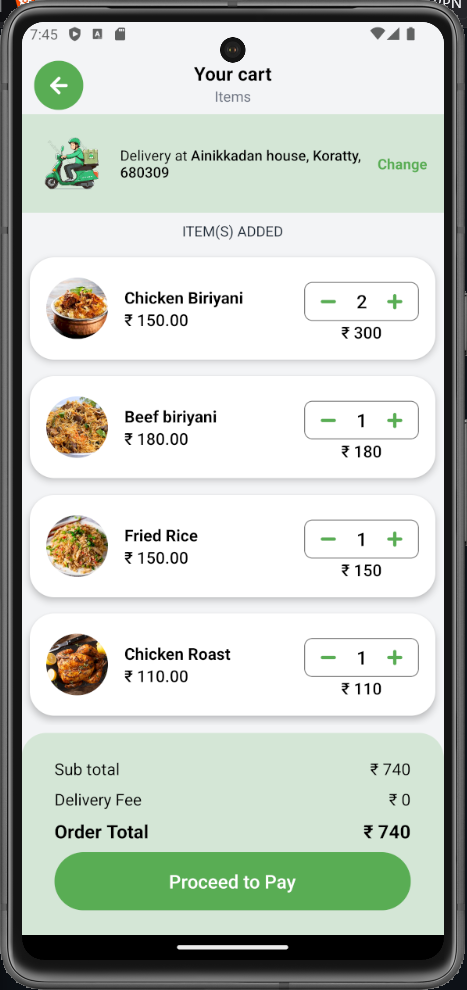 VPN
7:45
Your cart
Items
Delivery at Ainikkadan house, Koratty,
680309
Change
ITEM(S) ADDED
Chicken Biriyani
₹ 150.00
2
₹ 300
Beef biriyani
₹ 180.00
1
₹ 180
Fried Rice
₹ 150.00
1
₹ 150
Chicken Roast
₹ 110.00
1
₹ 110
Sub total ₹ 740
Delivery Fee ₹ 0
Order Total ₹ 740
Proceed to Pay